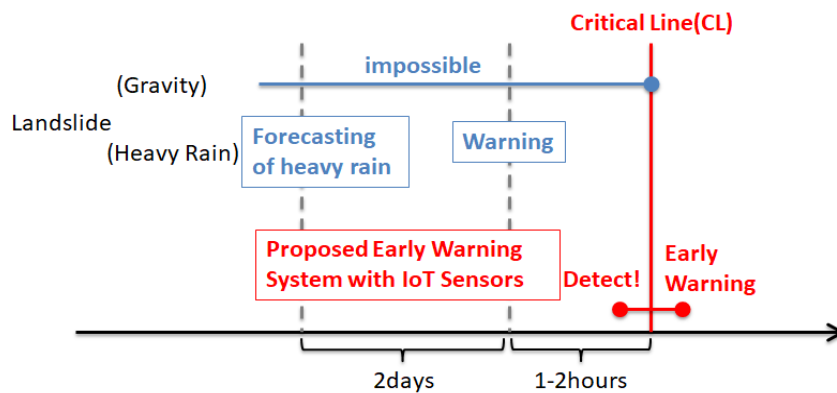 Critical Line(CL)
impossible
(Gravity)
Landslide
(Heavy Rain)
Forecasting
of heavy rain
Warning
Proposed Early Warning
System with IoT Sensors
Detect!
Early
Warning
2days
1-2hours